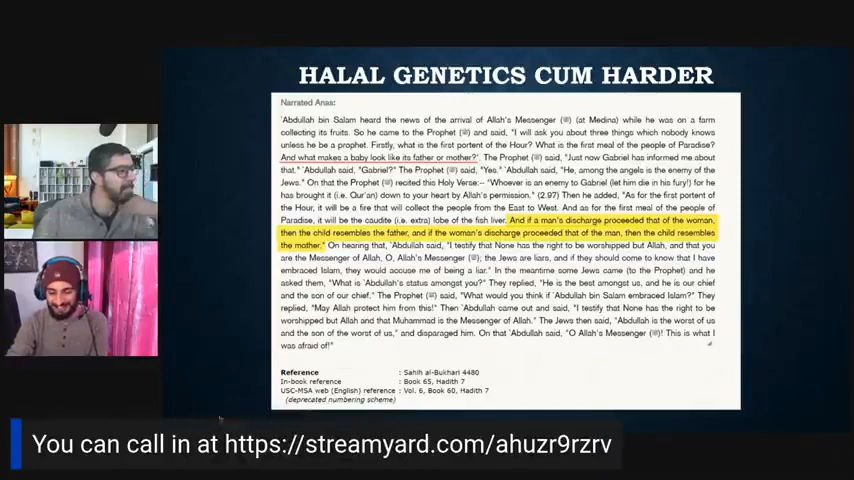 HALAL GENETICS CUM HARDER
Narrated Anas:
`Abdullah bin Salam heard the news of the arrival of Allah's Messenger (ﷺ) (at Medina) while he was on a farm
collecting its fruits. So he came to the Prophet (ﷺ) and said, "I will ask you about three things which nobody knows
unless he be a prophet. Firstly, what is the first portent of the Hour? What is the first meal of the people of Paradise?
And what makes a baby look like its father or mother?'. The Prophet (ﷺ) said, "Just now Gabriel has informed me about
that." `Abdullah said, "Gabriel?" The Prophet (ﷺ) said, "Yes." `Abdullah said, "He, among the angels is the enemy of the
Jews." On that the Prophet (ﷺ) recited this Holy Verse:-- "Whoever is an enemy to Gabriel (let him die in his fury!) for he
has brought it (i.e. Qur'an) down to your heart by Allah's permission." (2.97) Then he added, "As for the first portent of
the Hour, it will be a fire that will collect the people from the East to West. And as for the first meal of the people of
Paradise, it will be the caudite (i.e. extra) lobe of the fish liver. And if a man's discharge proceeded that of the woman,
then the child resembles the father, and if the woman's discharge proceeded that of the man, then the child resembles
the mother." On hearing that, `Abdullah said, "I testify that None has the right to be worshipped but Allah, and that you
are the Messenger of Allah, O, Allah's Messenger (ﷺ); the Jews are liars, and if they should come to know that I have
embraced Islam, they would accuse me of being a liar." In the meantime some Jews came (to the Prophet) and he
asked them, "What is `Abdullah's status amongst you?" They replied, "He is the best amongst us, and he is our chief
and the son of our chief." The Prophet (ﷺ) said, "What would you think if `Abdullah bin Salam embraced Islam?" They
replied, "May Allah protect him from this!" Then `Abdullah came out and said, "I testify that None has the right to be
worshipped but Allah and that Muhammad is the Messenger of Allah." The Jews then said, "Abdullah is the worst of us
and the son of the worst of us," and disparaged him. On that `Abdullah said, "O Allah's Messenger (ﷺ)! This is what I
was afraid of!"
Reference : Sahih al-Bukhari 4480
In-book reference : Book 65, Hadith 7
USC-MSA web (English) reference : Vol. 6, Book 60, Hadith 7
(deprecated numbering scheme)
You can call in at https://streamyard.com/ahuzr9rzrv